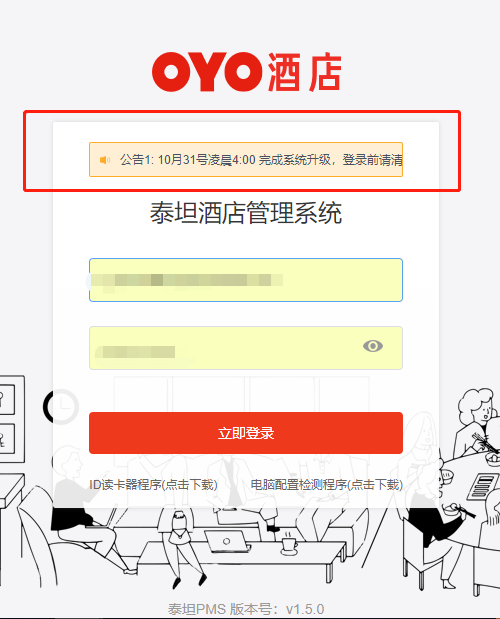 OYO酒店
公告1: 10月31号凌晨4:00 完成系统升级，登录前请清
泰坦酒店管理系统
立即登录
ID读卡器程序(点击下载) 电脑配置检测程序(点击下载)
泰坦PMS 版本号：v1.5.0